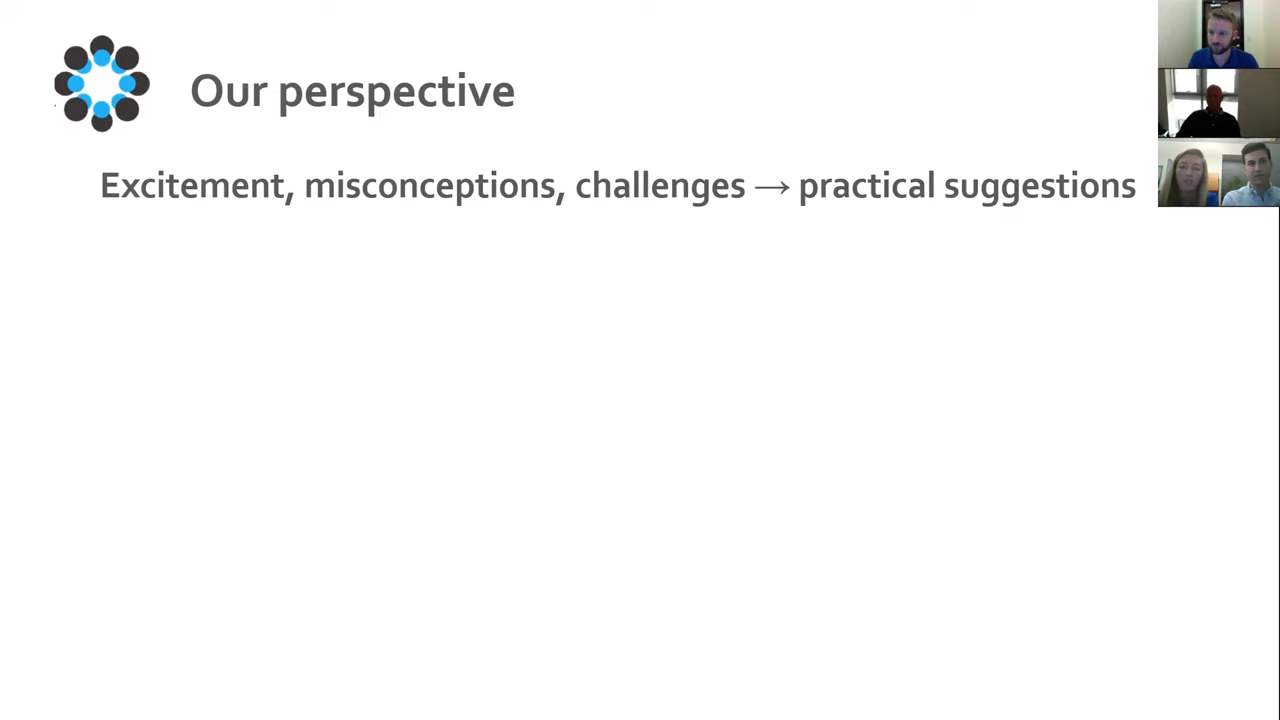 Our perspective
Excitement, misconceptions, challenges → practical suggestions